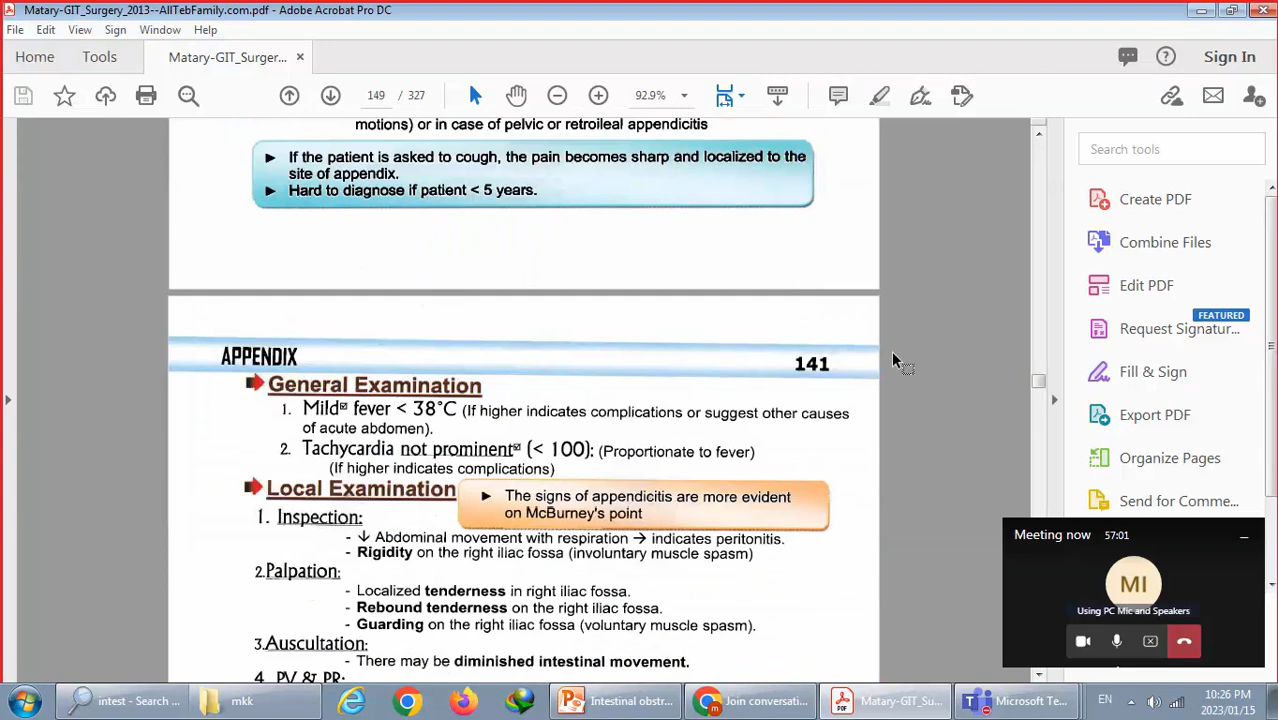 Matary-GIT_Surgery_2013--AllTebFamily.com.pdf - Adobe Acrobat Pro DC
File Edit View Sign Window Help
Home Tools Matary-GIT_Surger... × Sign In
149 / 327 92.9%
motions) or in case of pelvic or retroileal appendicitis
► If the patient is asked to cough, the pain becomes sharp and localized to the
site of appendix.
► Hard to diagnose if patient < 5 years.
APPENDIX 141
General Examination
1. Mild fever < 38°C (If higher indicates complications or suggest other causes
of acute abdomen).
2. Tachycardia not prominent (< 100): (Proportionate to fever)
(If higher indicates complications)
Local Examination
► The signs of appendicitis are more evident
on McBurney's point
1. Inspection:
- ↓ Abdominal movement with respiration → indicates peritonitis.
- Rigidity on the right iliac fossa (involuntary muscle spasm)
2.Palpation:
- Localized tenderness in right iliac fossa.
- Rebound tenderness on the right iliac fossa.
- Guarding on the right iliac fossa (voluntary muscle spasm).
3.Auscultation:
- There may be diminished intestinal movement.
4. PV & PR:
Search tools
Create PDF
Combine Files
Edit PDF
FEATURED
Request Signatur...
Fill & Sign
Export PDF
Organize Pages
Send for Comme...
Meeting now 57:01
MI
Using PC Mic and Speakers
intest - Search ... mkk Intestinal obstr... Join conversati... Matary-GIT_Su... Microsoft Te... EN 10:26 PM
2023/01/15